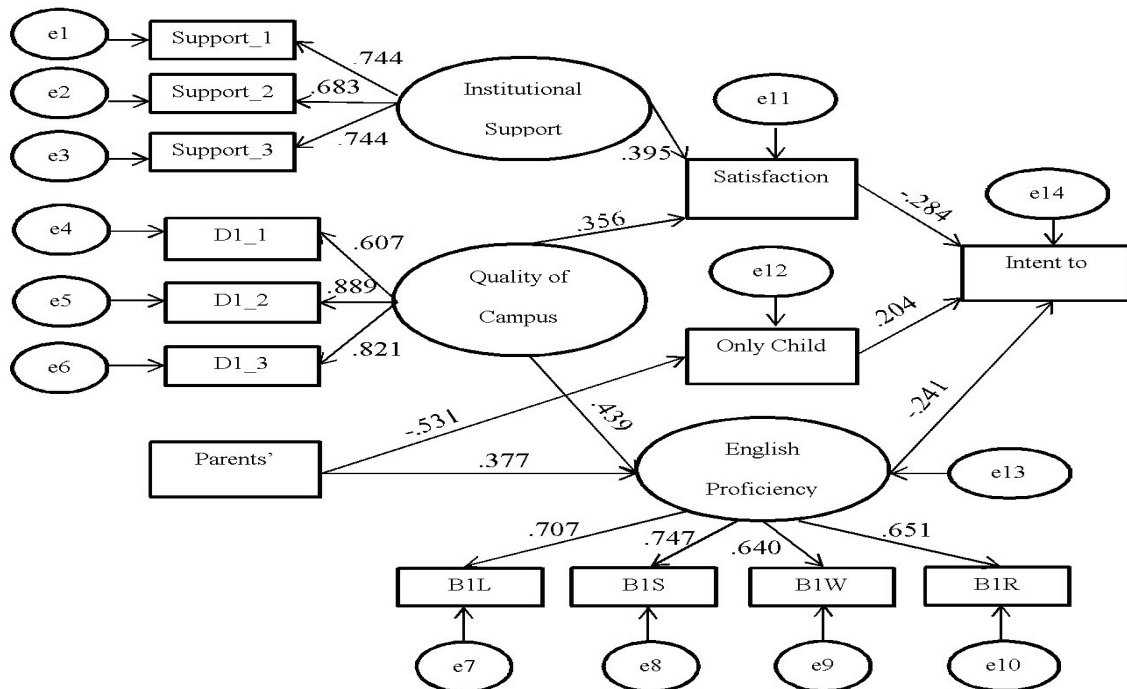 e1
Support_1
.744
e2
Support_2
.683
e3
Support_3
.744
Institutional
Support
e11
.395
Satisfaction
-.284
e14
e4
D1_1
.607
.356
e5
D1_2
.889
Quality of
Campus
e12
Intent to
e6
D1_3
.821
Only Child
.204
-.531
.439
-.241
Parents’
.377
English
Proficiency
e13
.707
.747
.640
.651
B1L
B1S
B1W
B1R
e7
e8
e9
e10